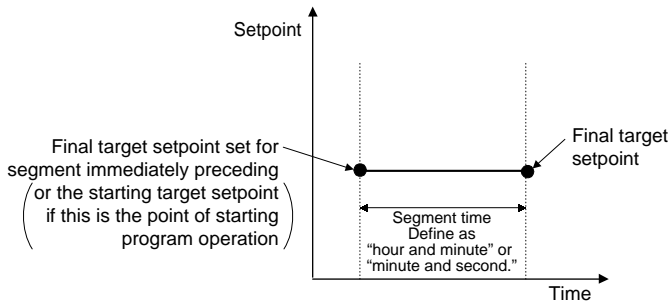 Setpoint
Final target setpoint set for
segment immediately preceding
or the starting target setpoint
if this is the point of starting
program operation
Final target
setpoint
Segment time
Define as
“hour and minute” or
“minute and second.”
Time